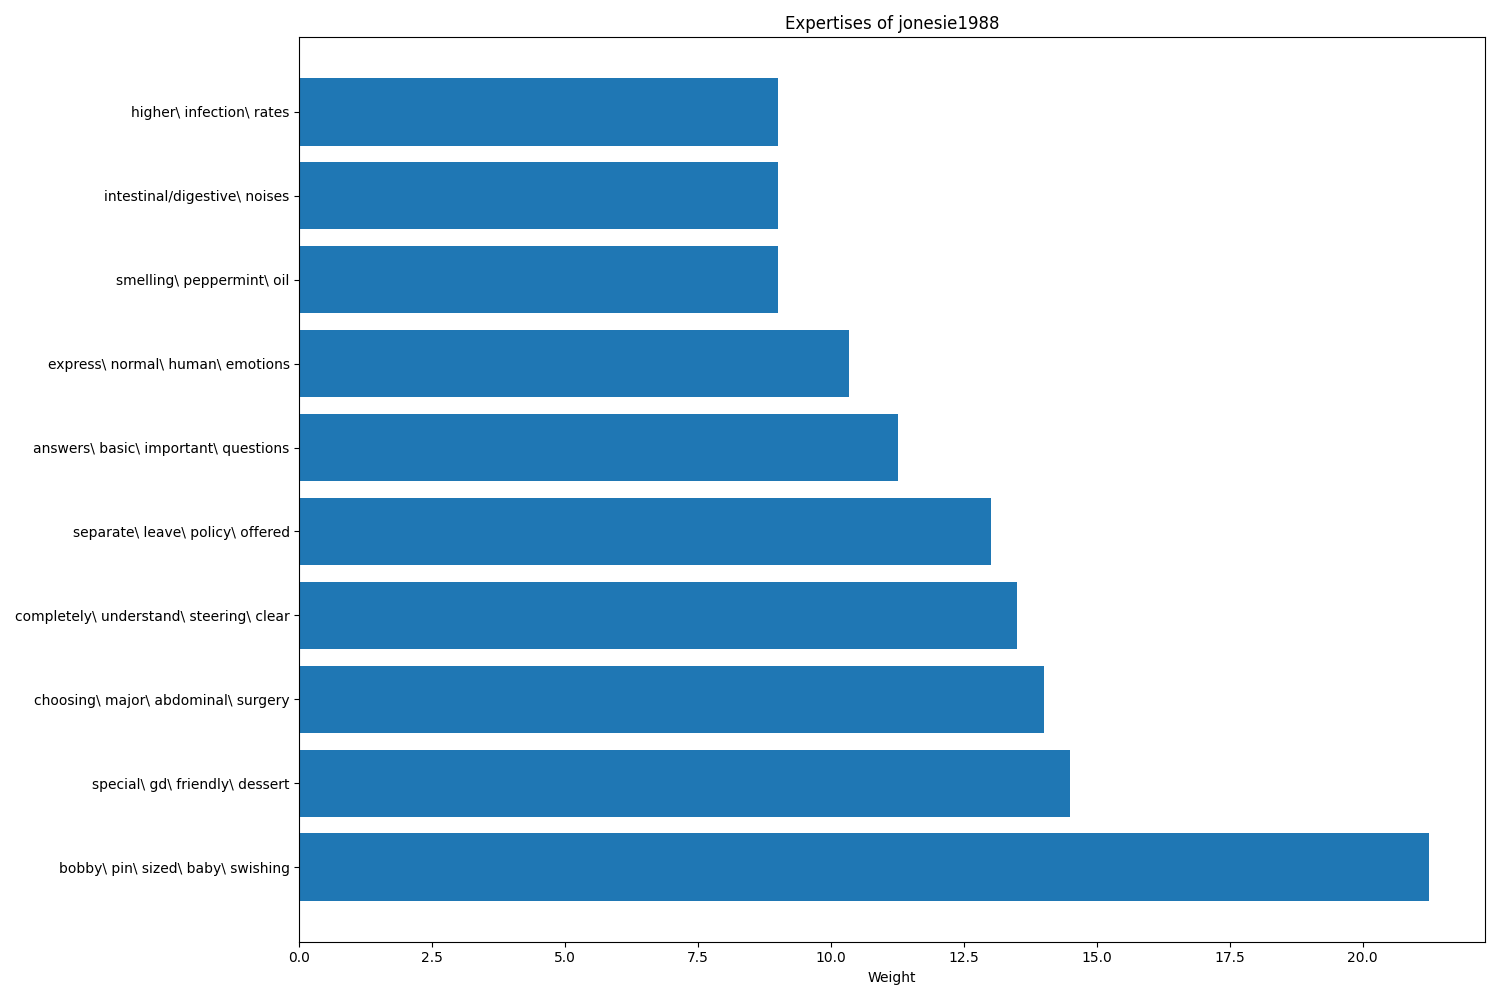 Expertises of jonesie1988
higher\ infection\ rates
intestinal/digestive\ noises
smelling\ peppermint\ oil
express\ normal\ human\ emotions
answers\ basic\ important\ questions
separate\ leave\ policy\ offered
completely\ understand\ steering\ clear
choosing\ major\ abdominal\ surgery
special\ gd\ friendly\ dessert
bobby\ pin\ sized\ baby\ swishing
0.0 2.5 5.0 7.5 10.0 12.5 15.0 17.5 20.0
Weight